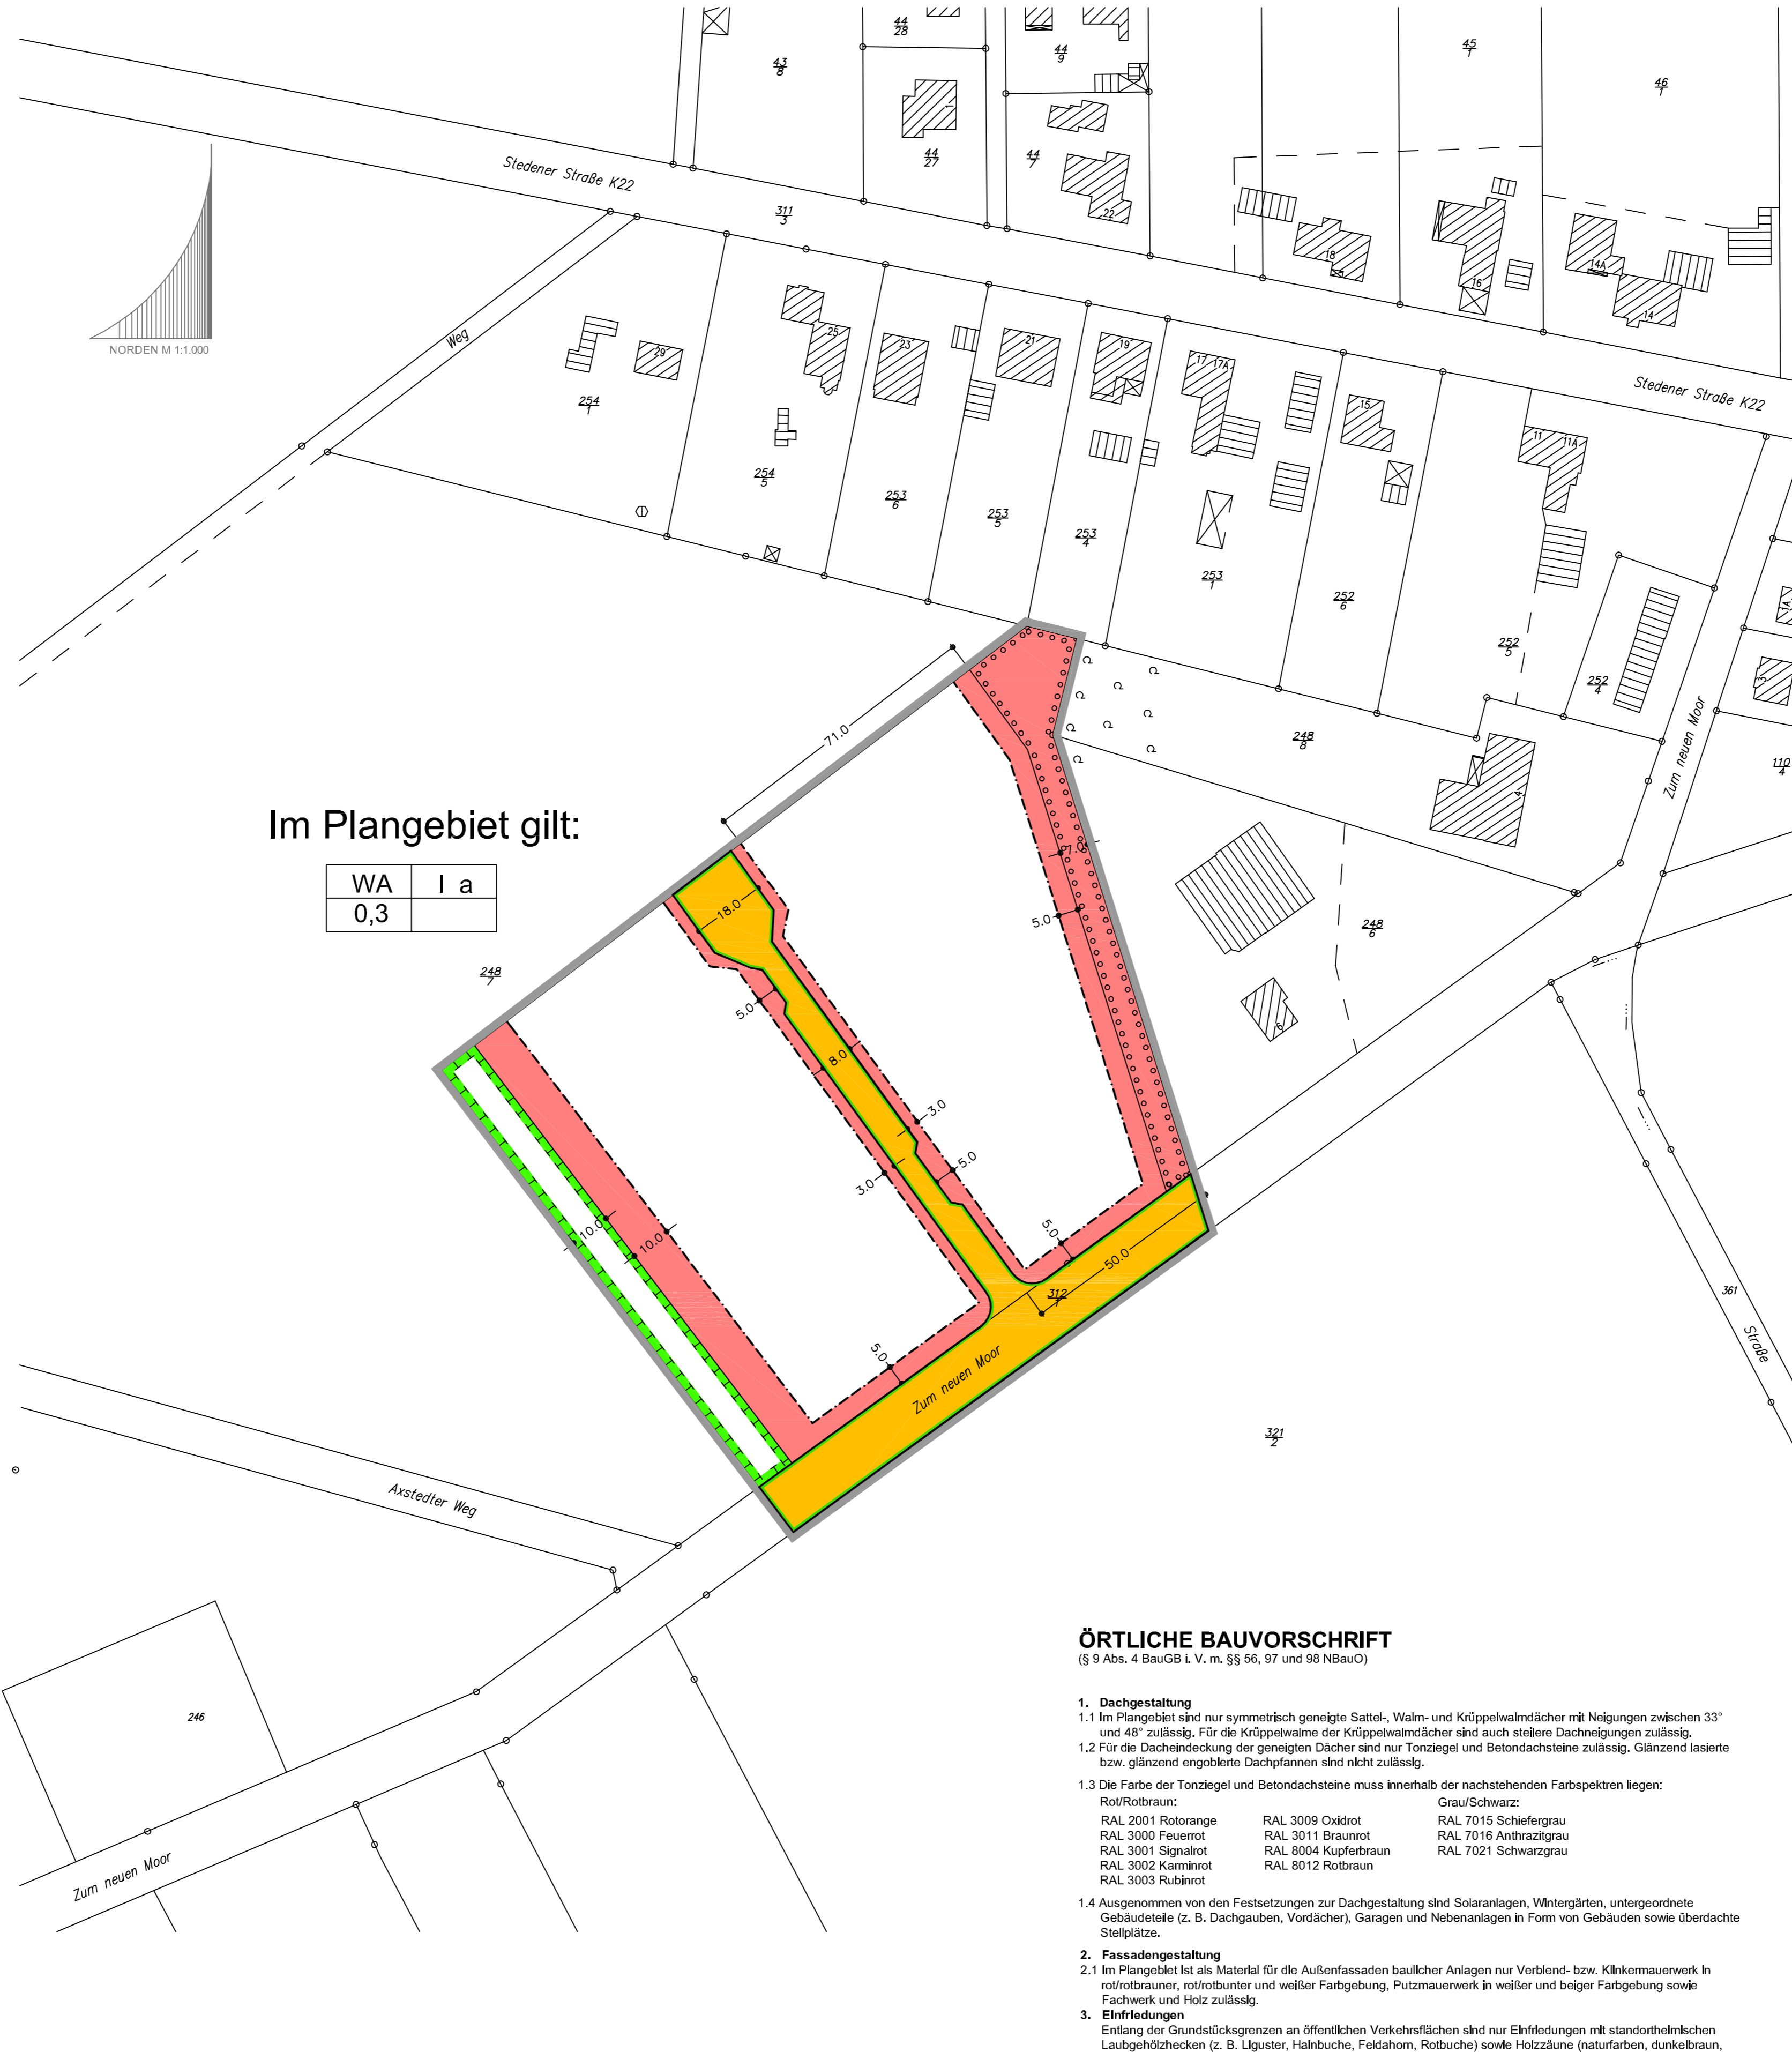 44
28
44
9
43
8
45
1
46
1
1
44
27
44
7
22
Stedener Straße K22
311
3
18
16
14A
14
NORDEN M 1:1.000
Weg
29
25
23
21
19
17 17A
15
11 11A
Stedener Straße K22
254
1
254
5
253
6
253
5
253
4
253
1
252
6
252
5
252
4
1A
3
Zum neuen Moor
248
8
110
4
4
71.0
Im Plangebiet gilt:
WA I a
0,3
7.0
18.0
5.0
248
6
248
7
5.0
6
8.0
3.0
5.0
3.0
10.0
10.0
5.0
50.0
312
1
361
Straße
5.0
Zum neuen Moor
321
2
Axstedter Weg
246
Zum neuen Moor
ÖRTLICHE BAUVORSCHRIFT
(§ 9 Abs. 4 BauGB i. V. m. §§ 56, 97 und 98 NBauO)
1. Dachgestaltung
1.1 Im Plangebiet sind nur symmetrisch geneigte Sattel-, Walm- und Krüppelwalmdächer mit Neigungen zwischen 33°
und 48° zulässig. Für die Krüppelwalme der Krüppelwalmdächer sind auch steilere Dachneigungen zulässig.
1.2 Für die Dacheindeckung der geneigten Dächer sind nur Tonziegel und Betondachsteine zulässig. Glänzend lasierte
bzw. glänzend engobierte Dachpfannen sind nicht zulässig.
1.3 Die Farbe der Tonziegel und Betondachsteine muss innerhalb der nachstehenden Farbspektren liegen:
Rot/Rotbraun: Grau/Schwarz:
RAL 2001 Rotorange RAL 3009 Oxidrot RAL 7015 Schiefergrau
RAL 3000 Feuerrot RAL 3011 Braunrot RAL 7016 Anthrazitgrau
RAL 3001 Signalrot RAL 8004 Kupferbraun RAL 7021 Schwarzgrau
RAL 3002 Karminrot RAL 8012 Rotbraun
RAL 3003 Rubinrot
1.4 Ausgenommen von den Festsetzungen zur Dachgestaltung sind Solaranlagen, Wintergärten, untergeordnete
Gebäudeteile (z. B. Dachgauben, Vordächer), Garagen und Nebenanlagen in Form von Gebäuden sowie überdachte
Stellplätze.
2. Fassadengestaltung
2.1 Im Plangebiet ist als Material für die Außenfassaden baulicher Anlagen nur Verblend- bzw. Klinkermauerwerk in
rot/rotbrauner, rot/rotbunter und weißer Farbgebung, Putzmauerwerk in weißer und beiger Farbgebung sowie
Fachwerk und Holz zulässig.
3. Einfriedungen
Entlang der Grundstücksgrenzen an öffentlichen Verkehrsflächen sind nur Einfriedungen mit standortheimischen
Laubgehölzhecken (z. B. Liguster, Hainbuche, Feldahorn, Rotbuche) sowie Holzzäune (naturfarben, dunkelbraun,